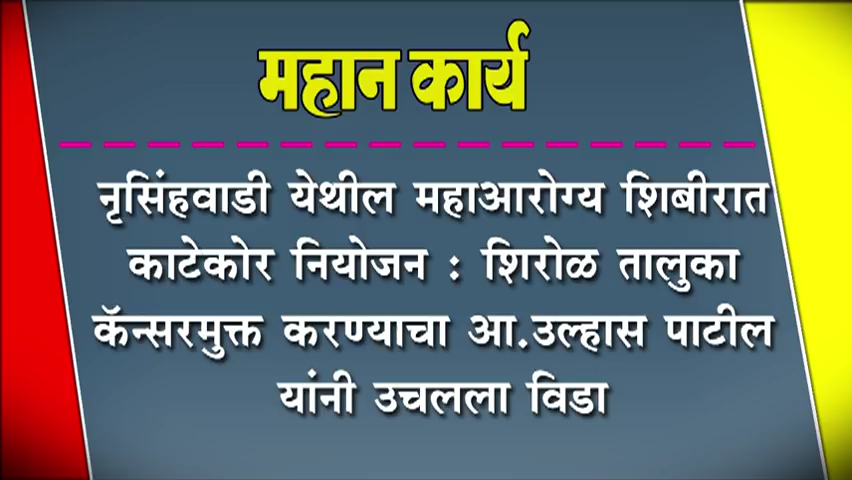 महान कार्य
नृसिंहवाडी येथील महाआरोग्य शिबीरात
काटेकोर नियोजन : शिरोळ तालुका
कॅन्सरमुक्त करण्याचा आ.उल्हास पाटील
यांनी उचलला विडा